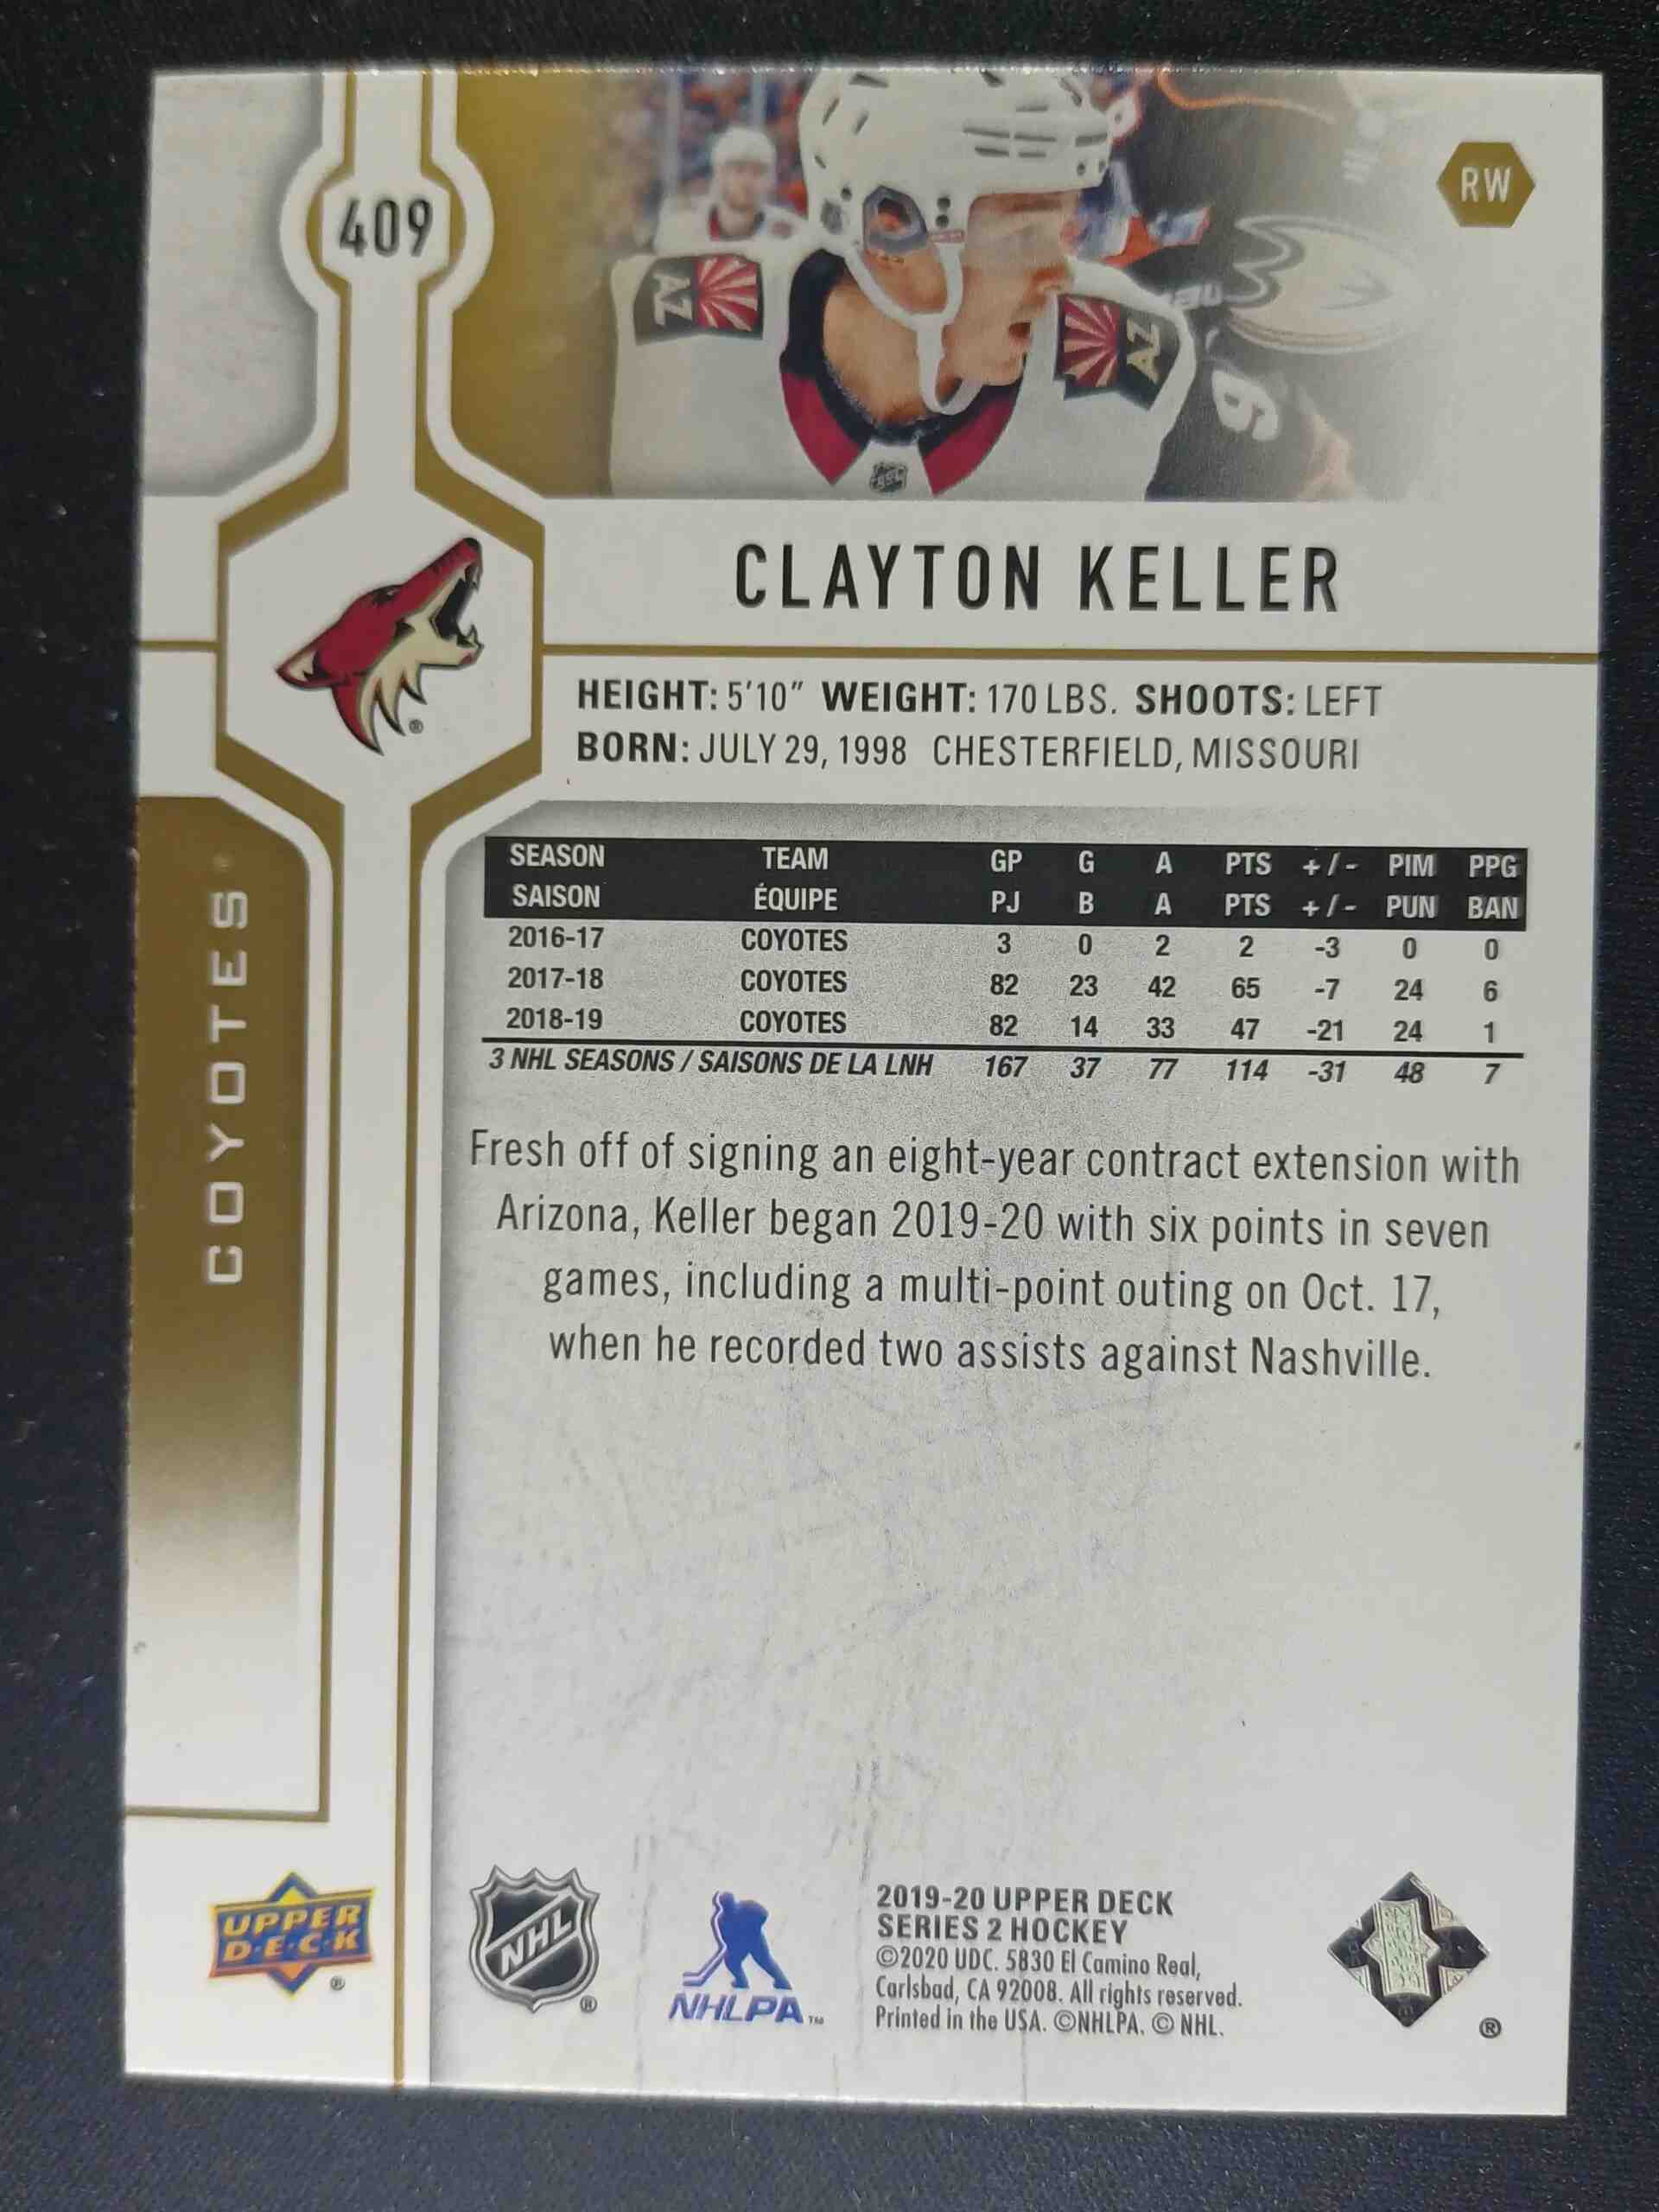 409
RW
AZ
AZ
6
CLAYTON KELLER
HEIGHT: 5'10" WEIGHT: 170 LBS. SHOOTS: LEFT
BORN: JULY 29, 1998 CHESTERFIELD, MISSOURI
COYOTES
SEASON TEAM GP G A PTS +/- PIM PPG
SAISON ÉQUIPE PJ B A PTS +/- PUN BAN
2016-17 COYOTES 3 0 2 2 -3 0 0
2017-18 COYOTES 82 23 42 65 -7 24 6
2018-19 COYOTES 82 14 33 47 -21 24 1
3 NHL SEASONS / SAISONS DE LA LNH 167 37 77 114 -31 48 7
Fresh off of signing an eight-year contract extension with
Arizona, Keller began 2019-20 with six points in seven
games, including a multi-point outing on Oct. 17,
when he recorded two assists against Nashville.
UPPER
D·E·C·K
®
NHL
®
NHLPA™
2019-20 UPPER DECK
SERIES 2 HOCKEY
©2020 UDC. 5830 El Camino Real,
Carlsbad, CA 92008. All rights reserved.
Printed in the USA. ©NHLPA. © NHL.
®